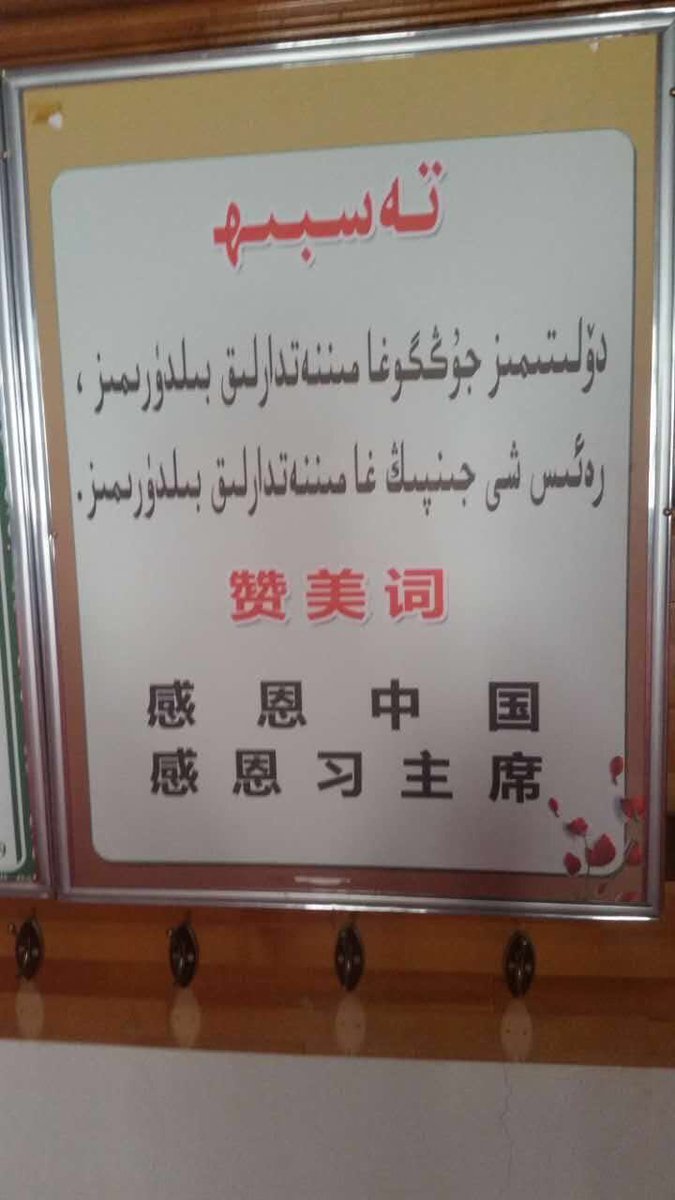 تەسبىھ
دۆلىتىمىز جۇڭگوغا مىننەتدارلىق بىلدۈرىمىز ،
رەئىس شى جىنپىڭ غا مىننەتدارلىق بىلدۈرىمىز.
赞美词
感恩中国
感恩习主席